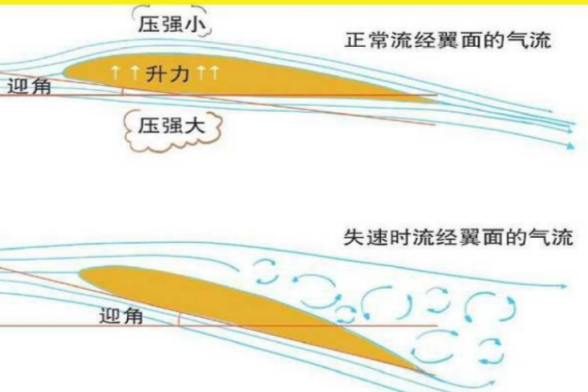 压强小
正常流经翼面的气流
↑↑升力↑↑
迎角
压强大
失速时流经翼面的气流
迎角